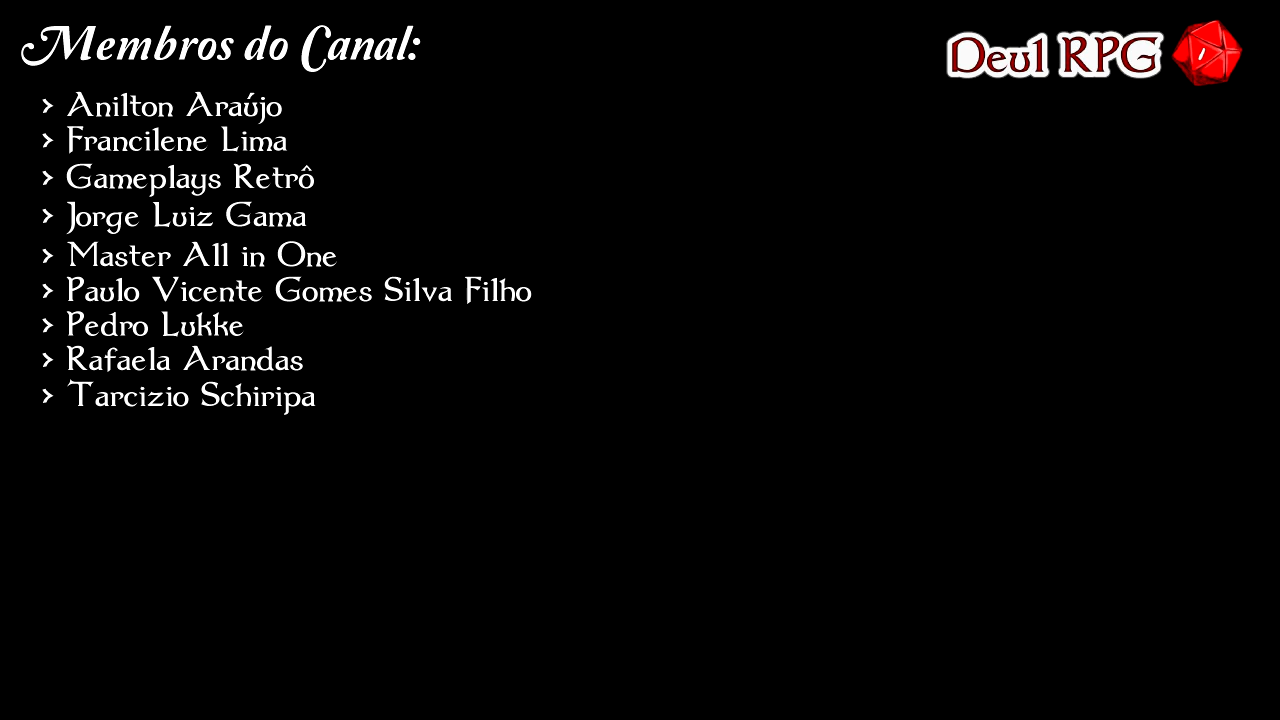 Membros do Canal:
Deu1 RPG
> Anilton Araújo
> Francilene Lima
> Gameplays Retrô
> Jorge Luiz Gama
> Master All in One
> Paulo Vicente Gomes Silva Filho
> Pedro Lukke
> Rafaela Arandas
> Tarcizio Schiripa